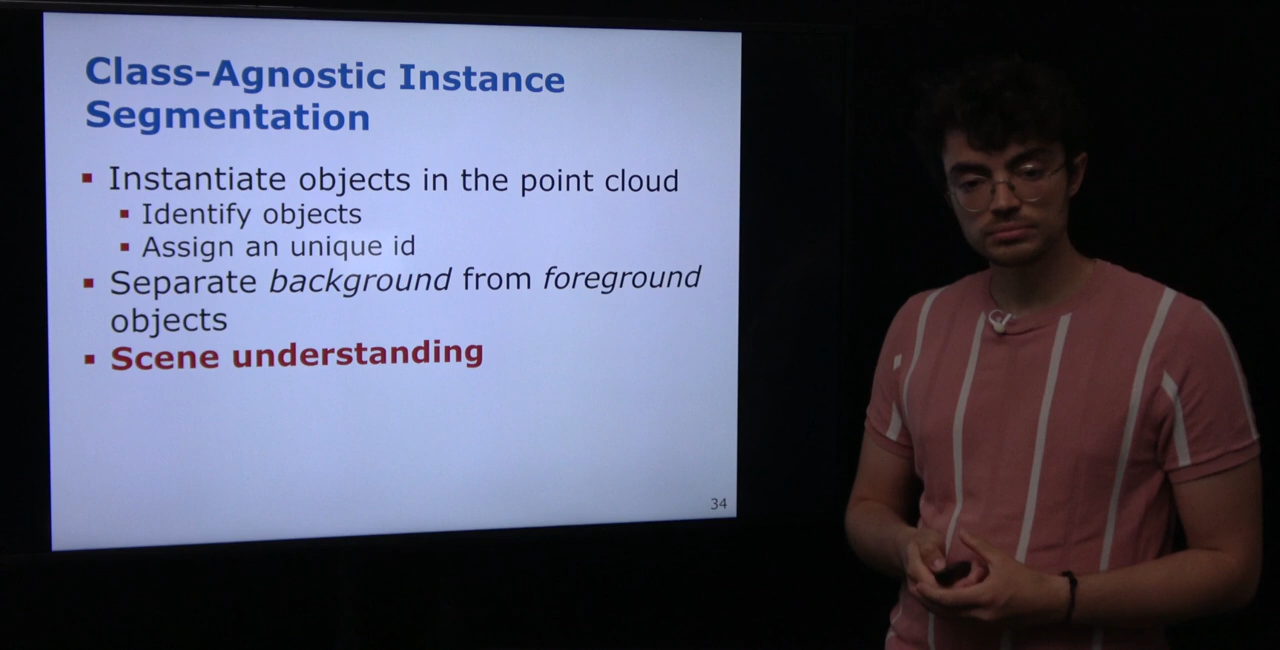 Class-Agnostic Instance
Segmentation
Instantiate objects in the point cloud
Identify objects
Assign an unique id
Separate background from foreground
objects
Scene understanding
34